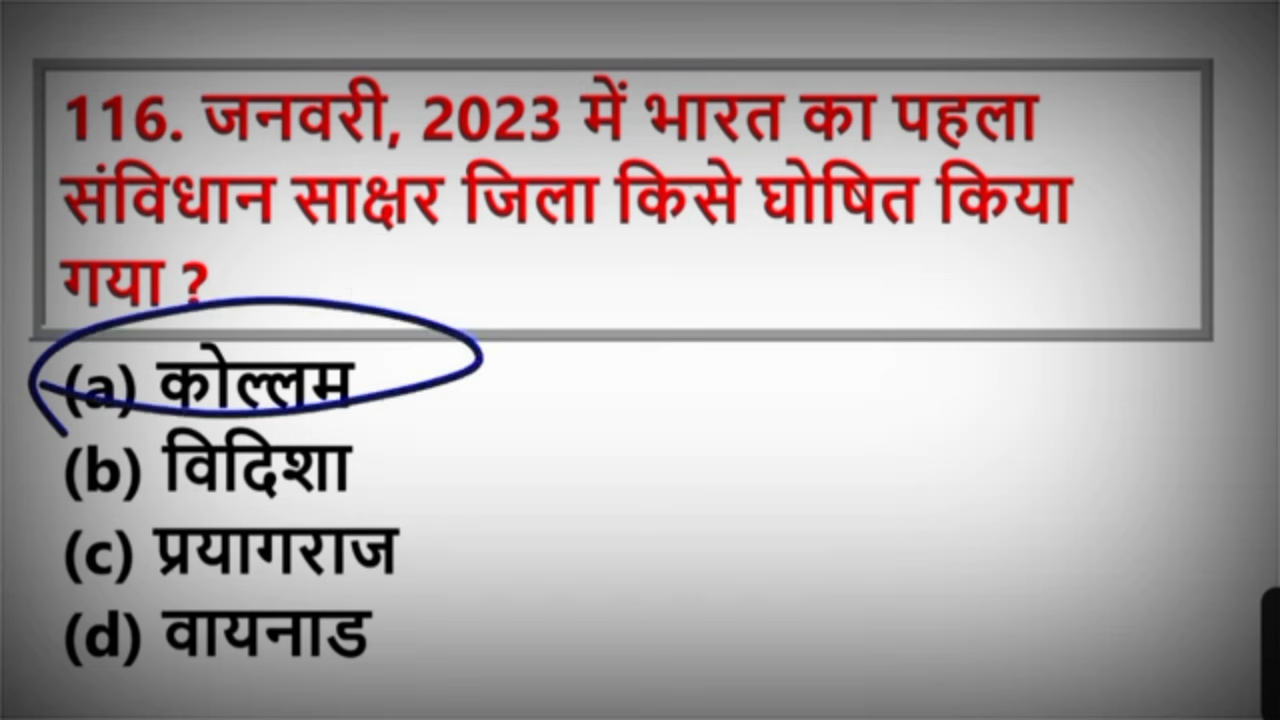 116. जनवरी, 2023 में भारत का पहला
संविधान साक्षर जिला किसे घोषित किया
गया ?
(a) कोल्लम
(b) विदिशा
(c) प्रयागराज
(d) वायनाड